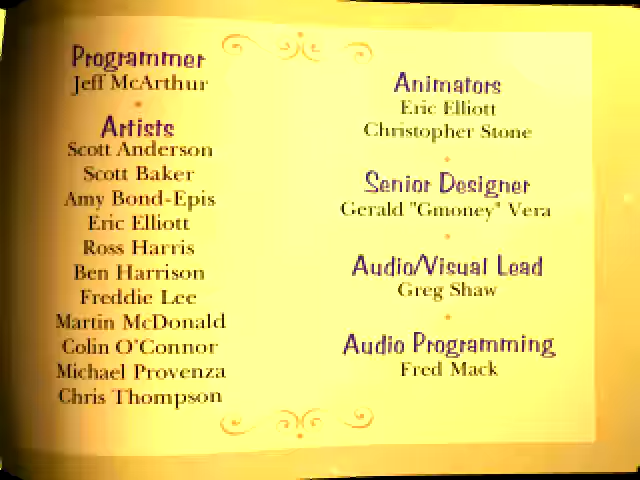 Programmer
Jeff McArthur
Artists
Scott Anderson
Scott Baker
Amy Bond-Epis
Eric Elliott
Ross Harris
Ben Harrison
Freddie Lee
Martin McDonald
Colin O'Connor
Michael Provenza
Chris Thompson
Animators
Eric Elliott
Christopher Stone
Senior Designer
Gerald "Gmoney" Vera
Audio/Visual Lead
Greg Shaw
Audio Programming
Fred Mack